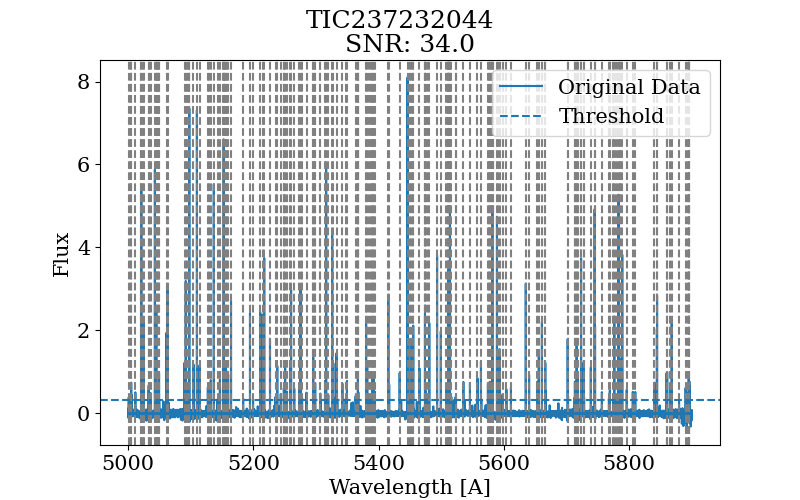 TIC237232044
SNR: 34.0
Original Data
Threshold
Flux
8
6
4
2
0
5000 5200 5400 5600 5800
Wavelength [A]